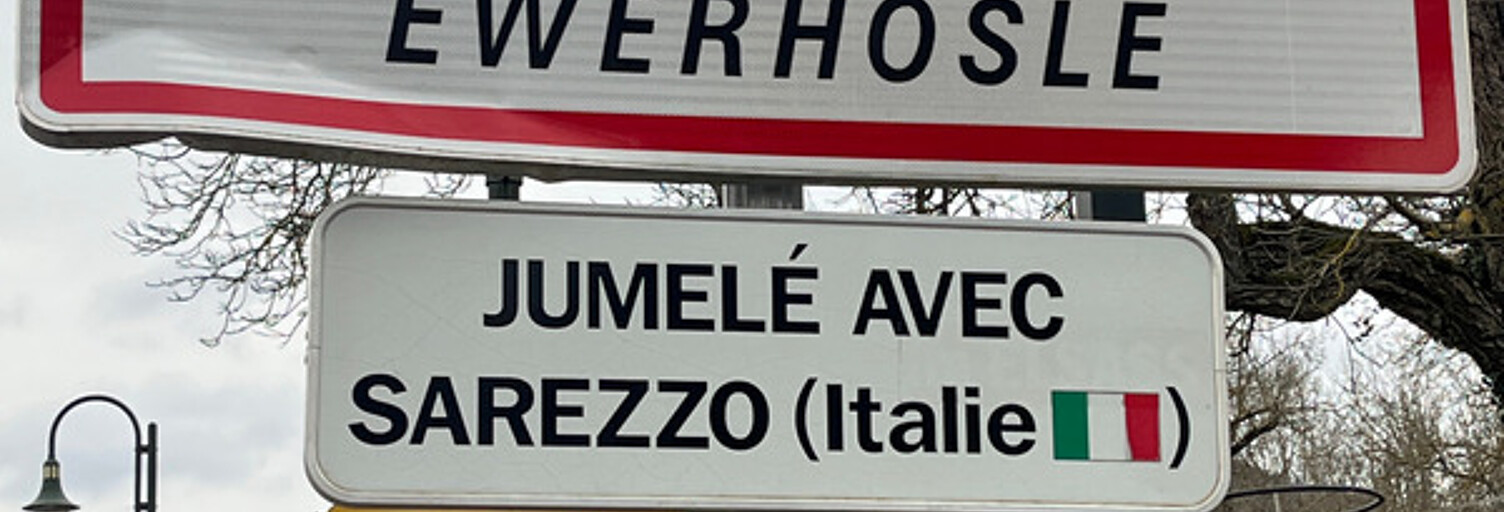 EWERHOSLE
JUMELÉ AVEC
SAREZZO (Italie )